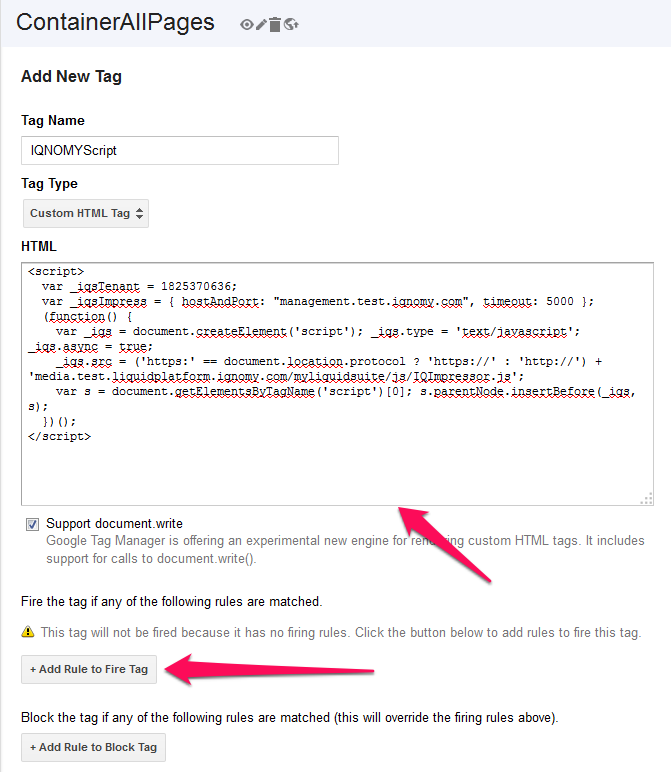 ContainerAllPages
Add New Tag
Tag Name
IQNOMYScript
Tag Type
Custom HTML Tag
HTML
<script>
var _iqsTenant = 1825370636;
var _iqsImpress = { hostAndPort: "management.test.iqnomy.com", timeout: 5000 };
(function() {
var _iqs = document.createElement('script'); _iqs.type = 'text/javascript';
_iqs.async = true;
_iqs.src = ('https:' == document.location.protocol ? 'https://' : 'http://') +
'media.test.liquidplatform.iqnomy.com/myliquidsuite/js/IQImpressor.js';
var s = document.getElementsByTagName('script')[0]; s.parentNode.insertBefore(_iqs,
s);
})();
</script>
Support document.write
Google Tag Manager is offering an experimental new engine for rendering custom HTML tags. It includes
support for calls to document.write().
Fire the tag if any of the following rules are matched.
This tag will not be fired because it has no firing rules. Click the button below to add rules to fire this tag.
+ Add Rule to Fire Tag
Block the tag if any of the following rules are matched (this will override the firing rules above).
+ Add Rule to Block Tag